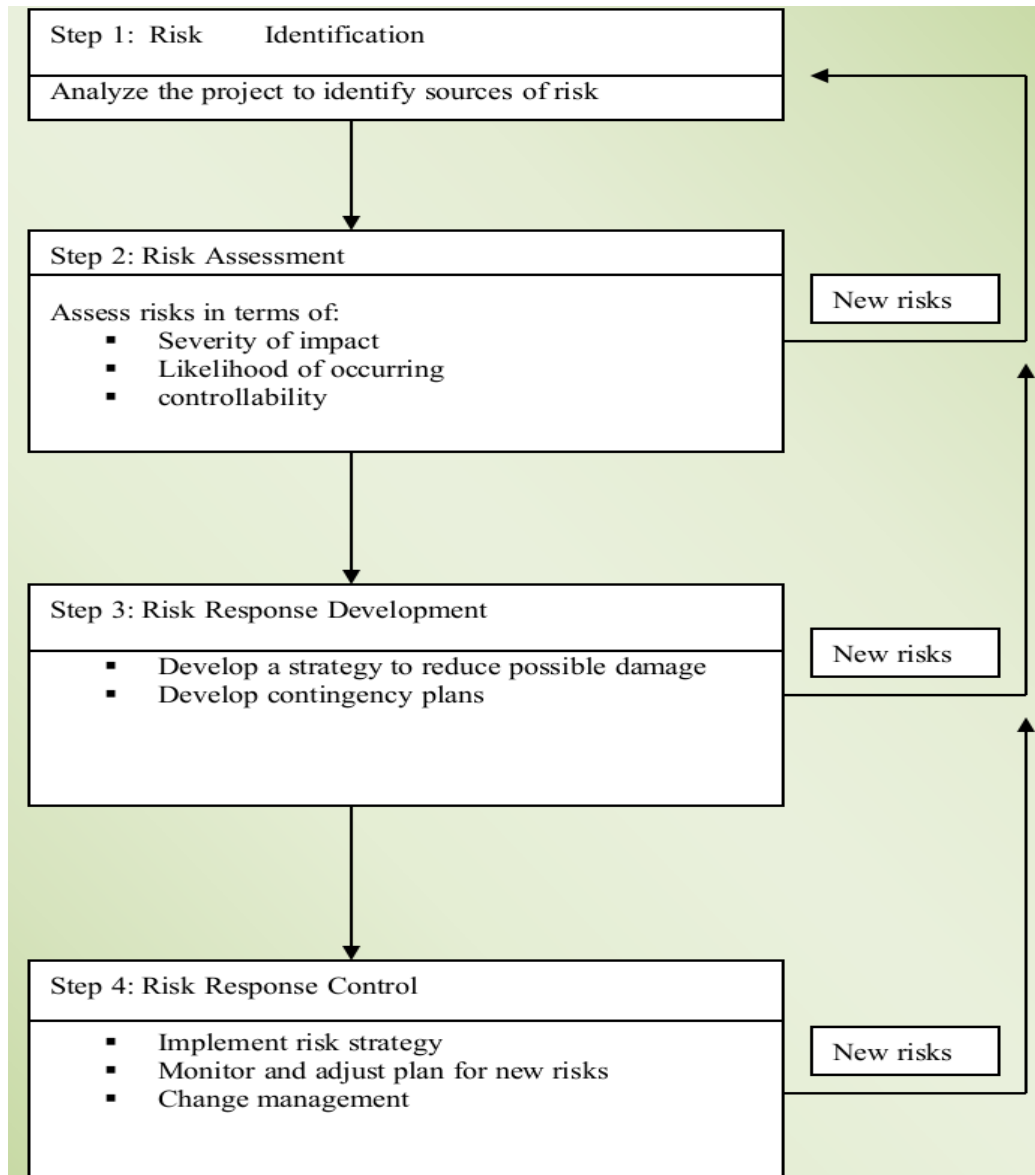 Step 1: Risk Identification
Analyze the project to identify sources of risk
Step 2: Risk Assessment
Assess risks in terms of:
▪ Severity of impact
▪ Likelihood of occurring
▪ controllability
New risks
Step 3: Risk Response Development
▪ Develop a strategy to reduce possible damage
▪ Develop contingency plans
New risks
Step 4: Risk Response Control
▪ Implement risk strategy
▪ Monitor and adjust plan for new risks
▪ Change management
New risks